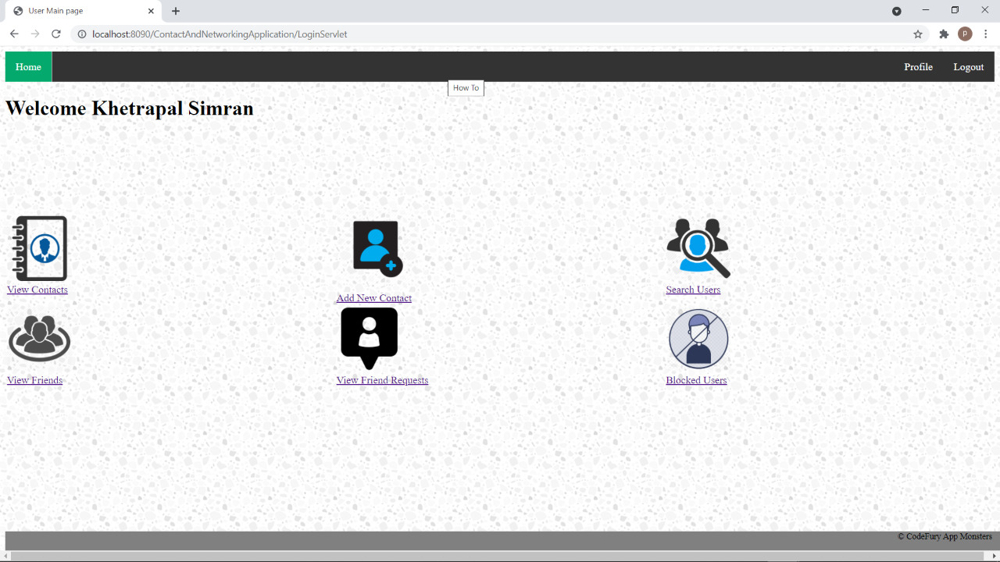 User Main page
localhost:8090/ContactAndNetworkingApplication/LoginServlet
P
Home Profile Logout
How To
Welcome Khetrapal Simran
View Contacts Add New Contact Search Users
View Friends View Friend Requests Blocked Users
© CodeFury App Monsters